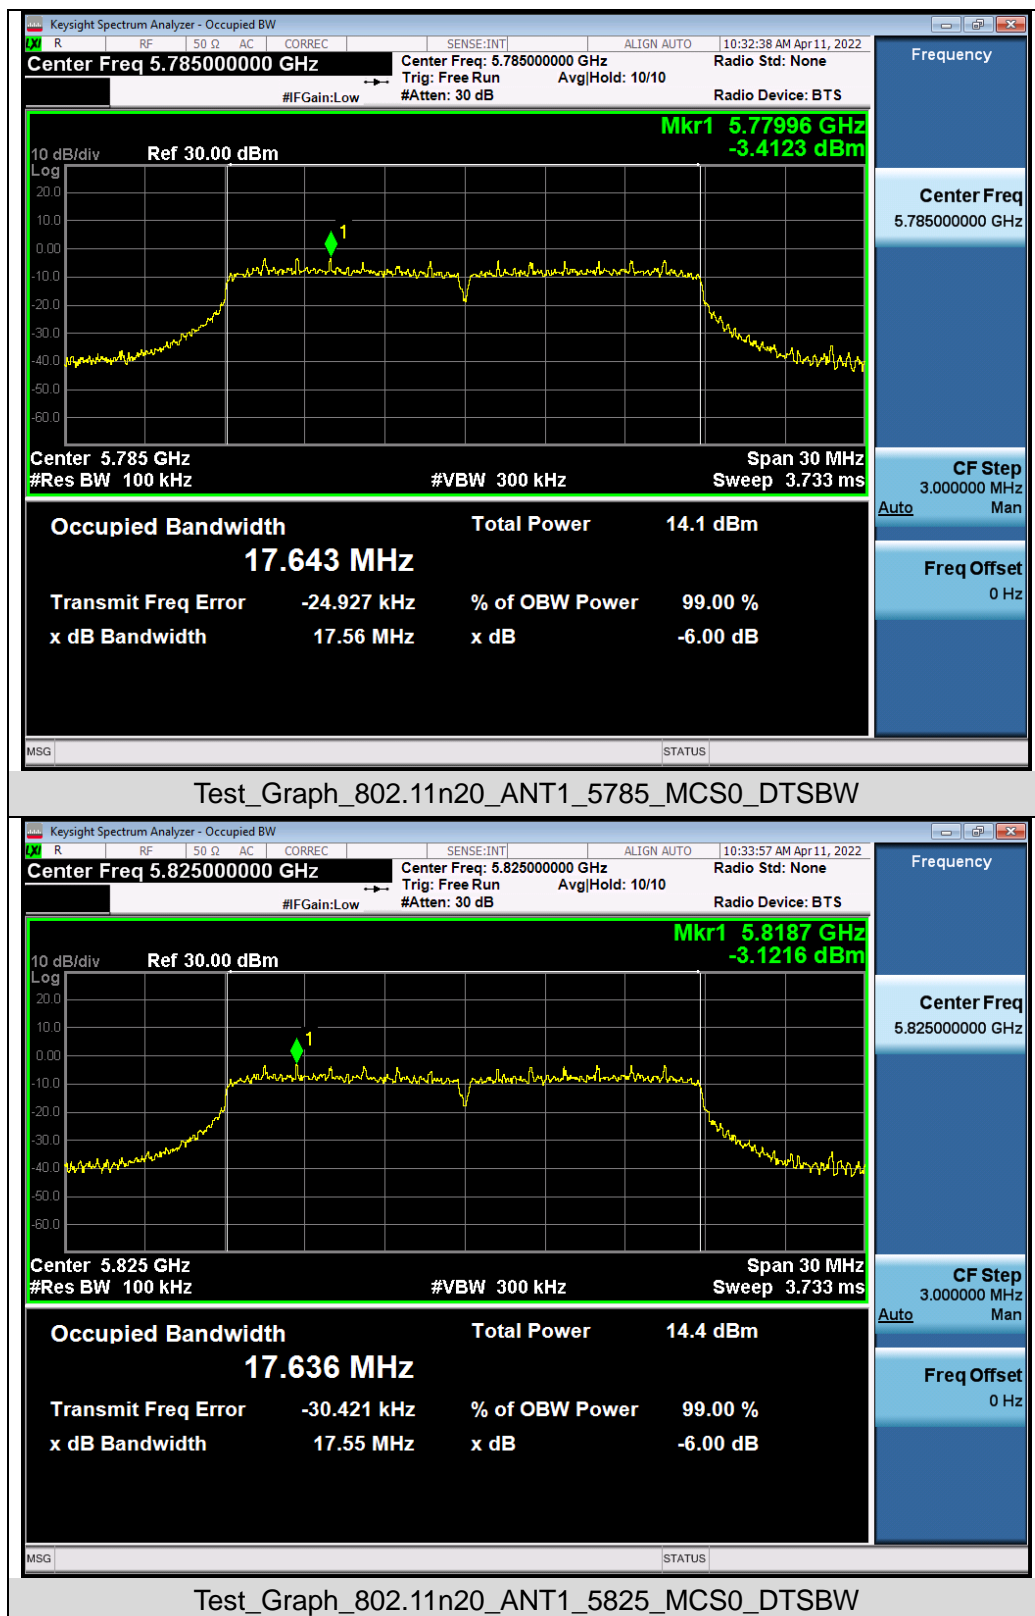 Keysight Spectrum Analyzer - Occupied BW
LXI R RF 50 Ω AC CORREC SENSE:INT ALIGN AUTO 10:32:38 AM Apr 11, 2022
Center Freq 5.785000000 GHz
Center Freq: 5.785000000 GHz Radio Std: None
Trig: Free Run Avg|Hold: 10/10
#IFGain:Low #Atten: 30 dB Radio Device: BTS
Frequency
Mkr1 5.77996 GHz
-3.4123 dBm
10 dB/div Ref 30.00 dBm
Log
20.0
10.0
0.00
-10.0
-20.0
-30.0
-40.0
-50.0
-60.0
1
Center Freq
5.785000000 GHz
Center 5.785 GHz Span 30 MHz
#Res BW 100 kHz #VBW 300 kHz Sweep 3.733 ms
CF Step
3.000000 MHz
Auto Man
Freq Offset
0 Hz
Occupied Bandwidth Total Power 14.1 dBm
17.643 MHz
Transmit Freq Error -24.927 kHz % of OBW Power 99.00 %
x dB Bandwidth 17.56 MHz x dB -6.00 dB
MSG STATUS
Test_Graph_802.11n20_ANT1_5785_MCS0_DTSBW
Keysight Spectrum Analyzer - Occupied BW
LXI R RF 50 Ω AC CORREC SENSE:INT ALIGN AUTO 10:33:57 AM Apr 11, 2022
Center Freq 5.825000000 GHz
Center Freq: 5.825000000 GHz Radio Std: None
Trig: Free Run Avg|Hold: 10/10
#IFGain:Low #Atten: 30 dB Radio Device: BTS
Frequency
Mkr1 5.8187 GHz
-3.1216 dBm
10 dB/div Ref 30.00 dBm
Log
20.0
10.0
0.00
-10.0
-20.0
-30.0
-40.0
-50.0
-60.0
1
Center Freq
5.825000000 GHz
Center 5.825 GHz Span 30 MHz
#Res BW 100 kHz #VBW 300 kHz Sweep 3.733 ms
CF Step
3.000000 MHz
Auto Man
Freq Offset
0 Hz
Occupied Bandwidth Total Power 14.4 dBm
17.636 MHz
Transmit Freq Error -30.421 kHz % of OBW Power 99.00 %
x dB Bandwidth 17.55 MHz x dB -6.00 dB
MSG STATUS
Test_Graph_802.11n20_ANT1_5825_MCS0_DTSBW